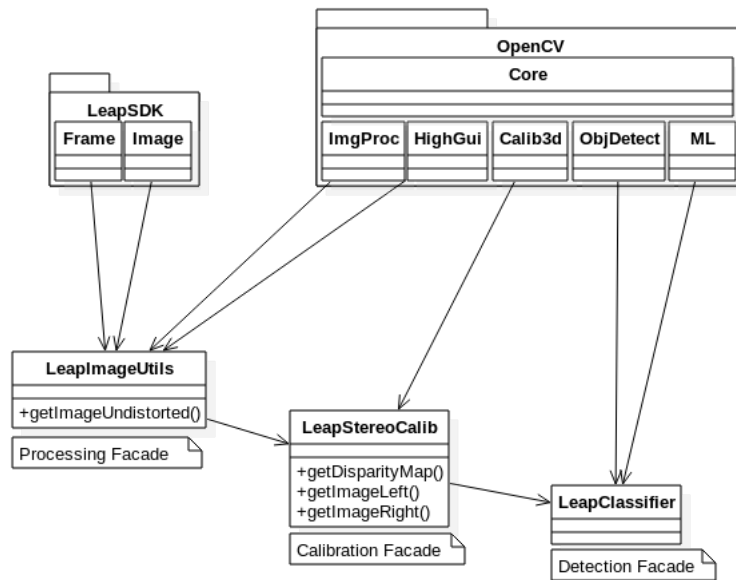 OpenCV
Core
LeapSDK
Frame Image
ImgProc HighGui Calib3d ObjDetect ML
LeapImageUtils
+getImageUndistorted()
Processing Facade
LeapStereoCalib
+getDisparityMap()
+getImageLeft()
+getImageRight()
Calibration Facade
LeapClassifier
Detection Facade